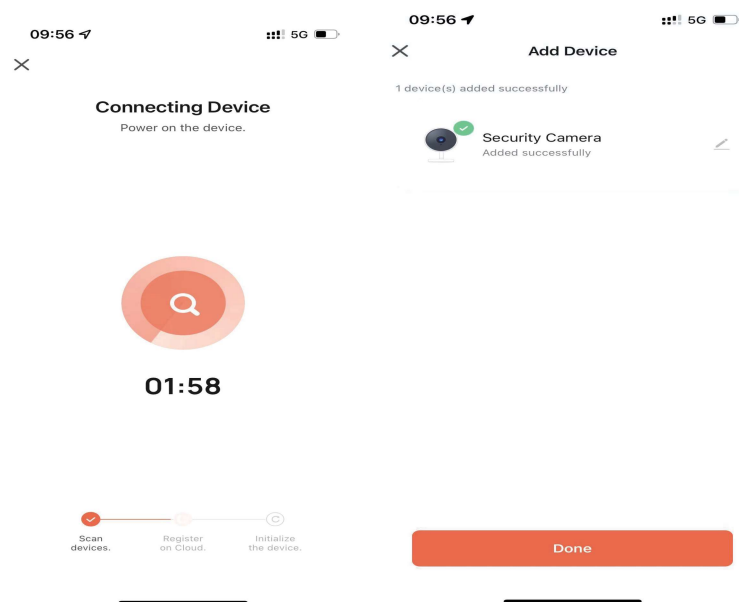 09:56
5G
Connecting Device
Power on the device.
01:58
Scan
devices.
Register
on Cloud.
Initialize
the device.
09:56
5G
Add Device
1 device(s) added successfully
Security Camera
Added successfully
Done